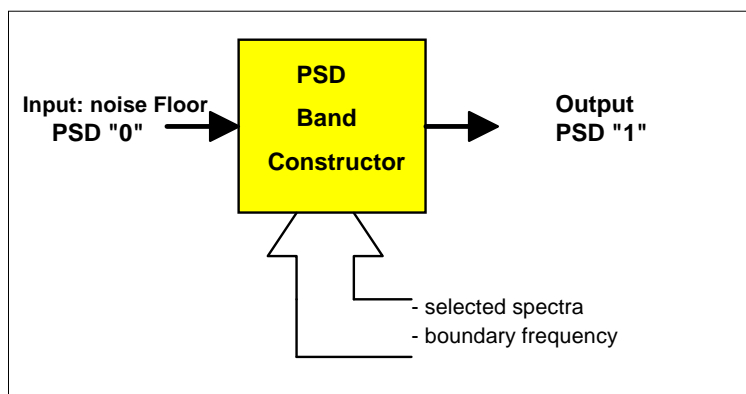 PSD
Band
Constructor
Input: noise Floor
PSD "0"
Output
PSD "1"
- selected spectra
- boundary frequency